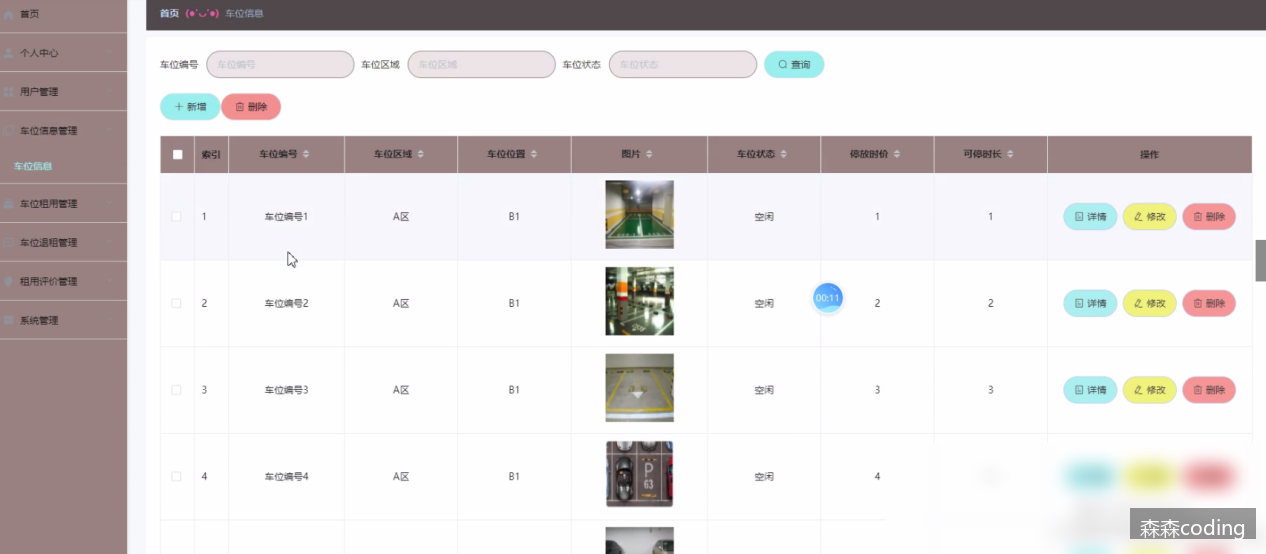 首页
个人中心
用户管理
车位信息管理
车位信息
车位租用管理
车位退租管理
租用评价管理
系统管理
首页 (●'◡'●) 车位信息
车位编号 车位编号 车位区域 车位区域 车位状态 车位状态 查询
+ 新增 删除
索引 车位编号 车位区域 车位位置 图片 车位状态 停放时价 可停时长 操作
1 车位编号1 A区 B1 空闲 1 1 详情 修改 删除
2 车位编号2 A区 B1 空闲 2 2 详情 修改 删除
00:11
3 车位编号3 A区 B1 空闲 3 3 详情 修改 删除
4 车位编号4 A区 B1 P 63 空闲 4
森森coding